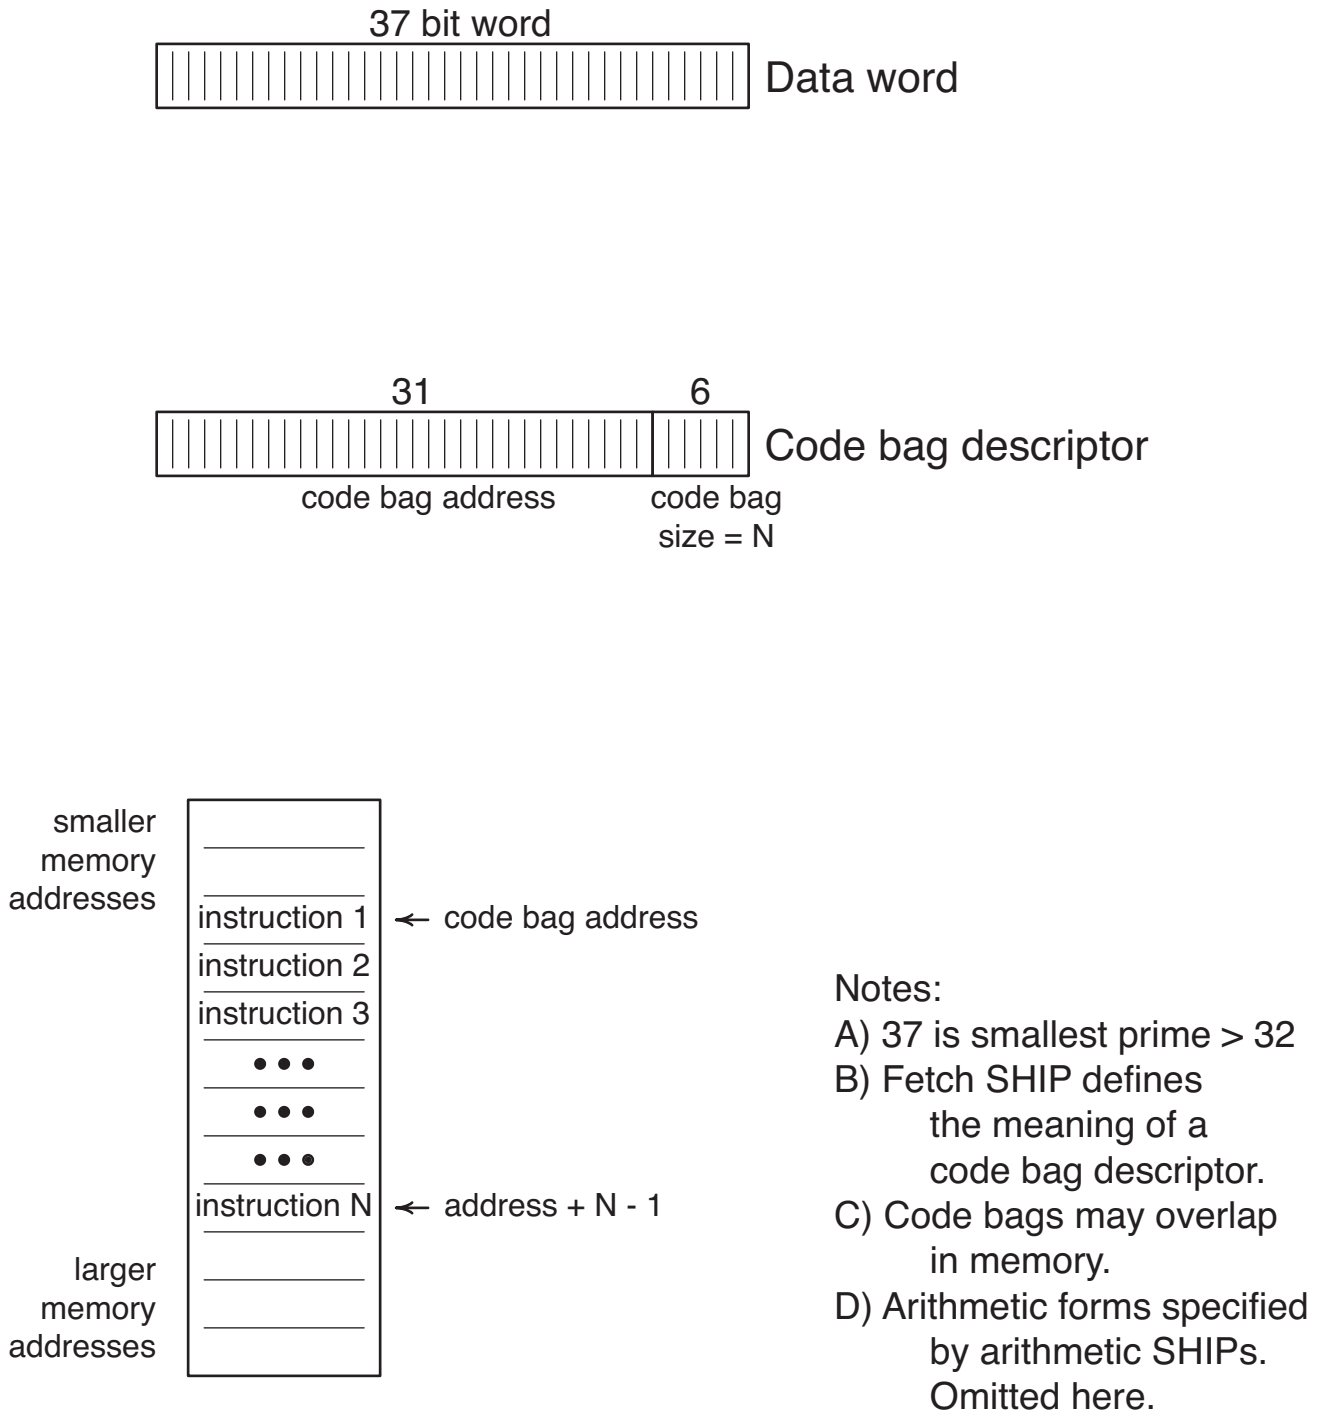 37 bit word
Data word
31
6
Code bag descriptor
code bag address
code bag
size = N
smaller
memory
addresses
instruction 1
code bag address
instruction 2
instruction 3
•••
•••
•••
instruction N
address + N - 1
larger
memory
addresses
Notes:
A) 37 is smallest prime > 32
B) Fetch SHIP defines
the meaning of a
code bag descriptor.
C) Code bags may overlap
in memory.
D) Arithmetic forms specified
by arithmetic SHIPs.
Omitted here.